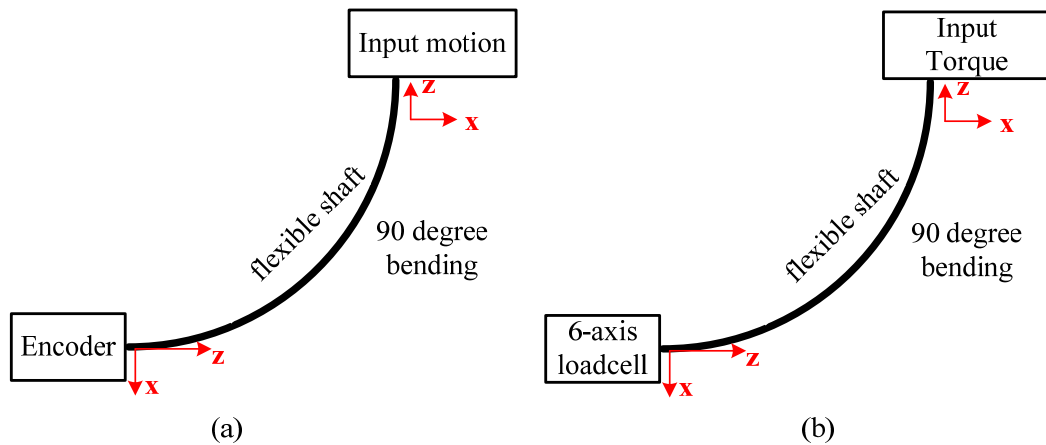 Input motion
z
x
flexible shaft
90 degree
bending
Encoder
z
x
(a)
Input
Torque
z
x
flexible shaft
90 degree
bending
6-axis
loadcell
z
x
(b)